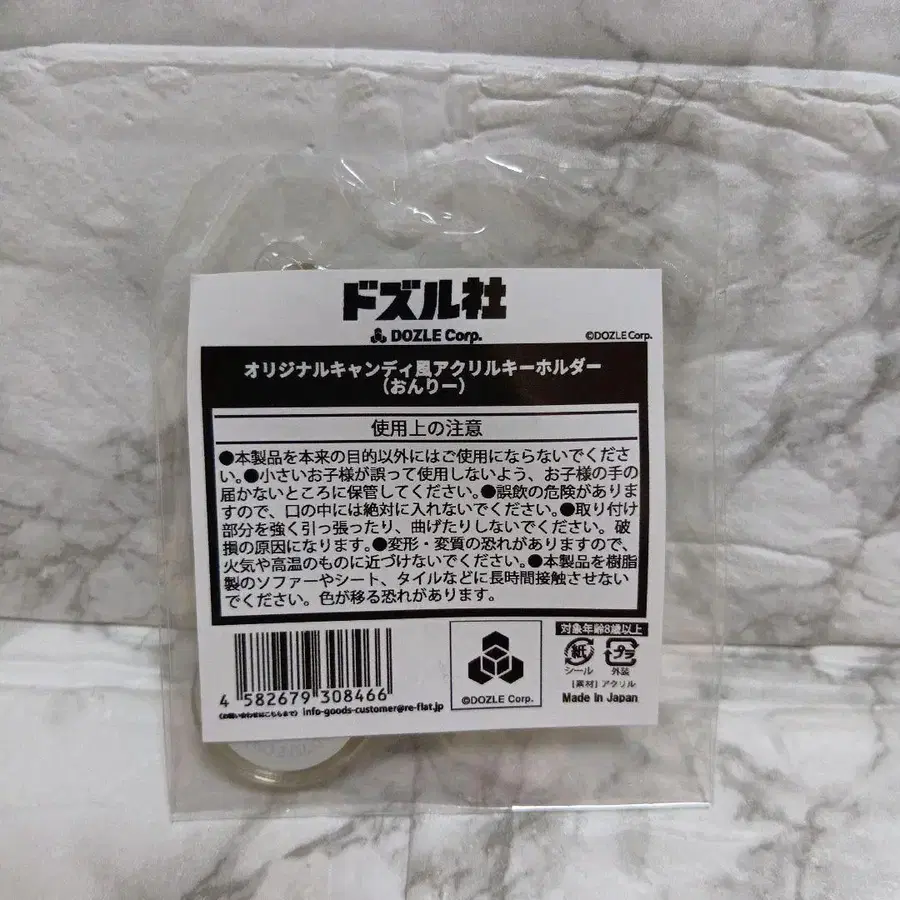 ドズル社
DOZLE Corp.
©DOZLE Corp.
オリジナルキャンディ風アクリルキーホルダー
（おんりー）
使用上の注意
●本製品を本来の目的以外にはご使用にならないでくださ
い。●小さいお子様が誤って使用しないよう、お子様の手の
届かないところに保管してください。●誤飲の危険がありま
すので、口の中には絶対に入れないでください。●取り付け
部分を強く引っ張ったり、曲げたりしないでください。破
損の原因になります。●変形・変質の恐れがありますので、
火気や高温のものに近づけないでください。●本製品を樹脂
製のソファーやシート、タイルなどに長時間接触させない
でください。色が移る恐れがあります。
4 582679 308466
（お問い合わせはこちらまで） info-goods-customer@re-flat.jp
©DOZLE Corp.
対象年齢8歳以上
紙 プラ
シール 外装
［素材］アクリル
Made In Japan